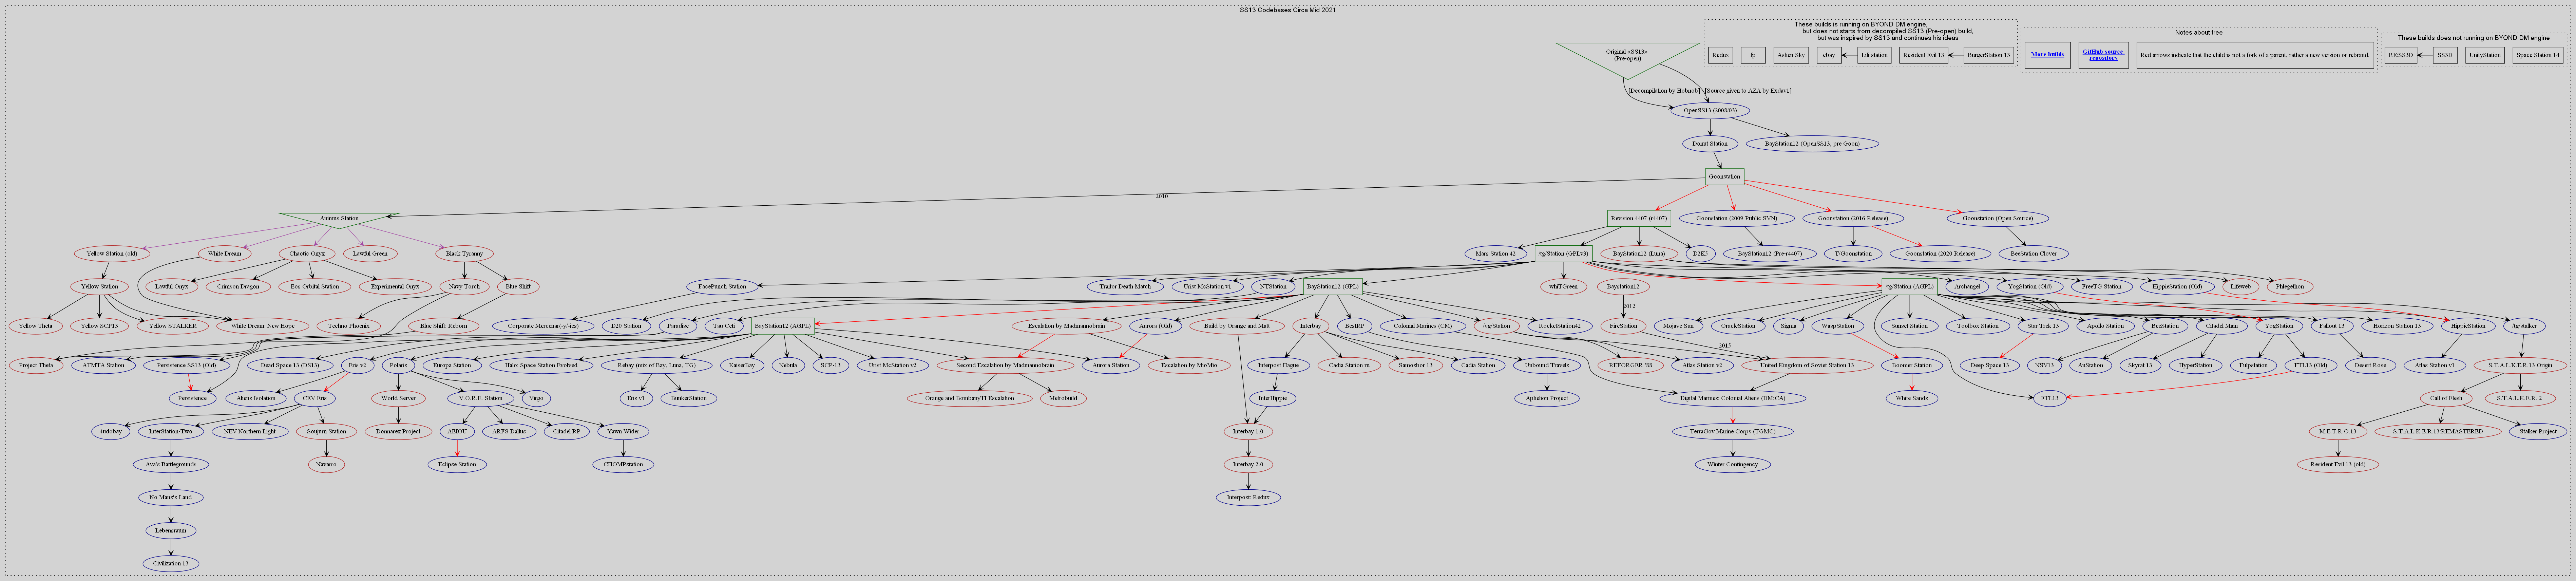 SS13 Codebases Circa Mid 2021
These builds is running on BYOND DM engine,
but does not starts from decompiled SS13 (Pre-open) build,
but was inspired by SS13 and continues his ideas
Redux
fp
Ashen Sky
cbay
Lili station
Resident Evil 13
BurgerStation 13
Notes about tree
More builds
GitHub source
repository
Red arrows indicate that the child is not a fork of a parent, rather a new version or rebrand.
These builds does not running on BYOND DM engine
RE:SS3D
SS3D
UnityStation
Space Station 14
Original «SS13»
(Pre-open)
[Decompilation by Hobnob]
[Source given to AZA by Exdav1]
OpenSS13 (2008/03)
Donut Station
BayStation12 (OpenSS13, pre Goon)
Goonstation
2010
Animus Station
Revision 4407 (r4407)
Goonstation (2009 Public SVN)
Goonstation (2016 Release)
Goonstation (Open Source)
Yellow Station (old)
White Dream
Chaotic Onyx
Lawful Green
Black Tyranny
Mars Station 42
/tg/Station (GPLv3)
BayStation12 (Luna)
D2K5
BayStation12 (Pre-r4407)
T/Goonstation
Goonstation (2020 Release)
BeeStation Clover
Yellow Station
Lawful Onyx
Crimson Dragon
Eos Orbital Station
Experimental Onyx
Navy Torch
Blue Shift
FacePunch Station
Traitor Death Match
Urist McStation v1
NTStation
BayStation12 (GPL)
whiTGreen
Baystation12
/tg/Station (AGPL)
Archangel
YogStation (Old)
FreeTG Station
HippieStation (Old)
Lifeweb
Phlegethon
Yellow Theta
Yellow SCP13
Yellow STALKER
White Dream: New Hope
Techno Phoenix
Blue Shift: Reborn
Corporate Mercenar(-y/-ies)
D20 Station
Paradise
Tau Ceti
BayStation12 (AGPL)
Escalation by Madmannobrain
Aurora (Old)
Build by Orange and Matt
Interbay
BestRP
Colonial Marines (CM)
/vg/Station
RocketStation42
2012
FireStation
Mojave Sun
OracleStation
Sigma
WaspStation
Sunset Station
Toolbox Station
Star Trek 13
Apollo Station
BeeStation
Citadel Main
YogStation
Fallout 13
Horizon Station 13
HippieStation
/tg/stalker
Project Theta
ATMTA Station
Persistence SS13 (Old)
Dead Space 13 (DS13)
Eris v2
Polaris
Europa Station
Halo: Space Station Evolved
Rebay (mix of Bay, Luna, TG)
KaiserBay
Nebula
SCP-13
Urist McStation v2
Second Escalation by Madmannobrain
Aurora Station
Escalation by MioMio
Interpost Hague
Cadia Station rw
Samosbor 13
Cadia Station
Unbound Travels
REFORGER '88
Atlas Station v2
2015
United Kingdom of Soviet Station 13
Boomer Station
Deep Space 13
NSV13
AuStation
Skyrat 13
HyperStation
Fulpstation
FTL13 (Old)
Desert Rose
Atlas Station v1
S.T.A.L.K.E.R.13 Origin
Persistence
Aliens Isolation
CEV Eris
World Server
V.O.R.E. Station
Virgo
Eris v1
BunkerStation
Orange and BombanyTI Escalation
Metrobuild
InterHippie
Aphelion Project
Digital Marines: Colonial Aliens (DM;CA)
White Sands
FTL13
Call of Flesh
S.T.A.L.K.E.R. 2
4ndobay
InterStation-Two
NEV Northern Light
Soujurn Station
Donmarex Project
AEIOU
ARFS Dallus
Citadel RP
Yawn Wider
Interbay 1.0
TerraGov Marine Corps (TGMC)
M.E.T.R.O.13
S.T.A.L.K.E.R.13:REMASTERED
Stalker Project
Ava's Battlegrounds
Navarro
Eclipse Station
CHOMPstation
Interbay 2.0
Winter Contingency
Resident Evil 13 (old)
No Mans's Land
Interpost: Redux
Lebensraum
Civilization 13